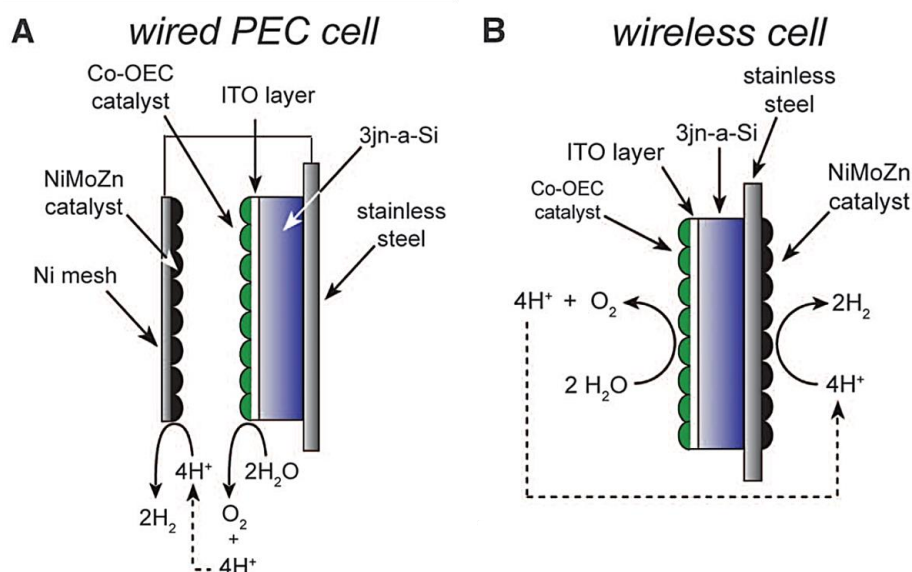 A
wired PEC cell
Co-OEC
catalyst
ITO layer
3jn-a-Si
NiMoZn
catalyst
Ni mesh
stainless
steel
4H⁺
2H₂O
2H₂
O₂
+
4H⁺
B
wireless cell
stainless
steel
3jn-a-Si
ITO layer
NiMoZn
catalyst
Co-OEC
catalyst
4H⁺ + O₂
2H₂
2 H₂O
4H⁺